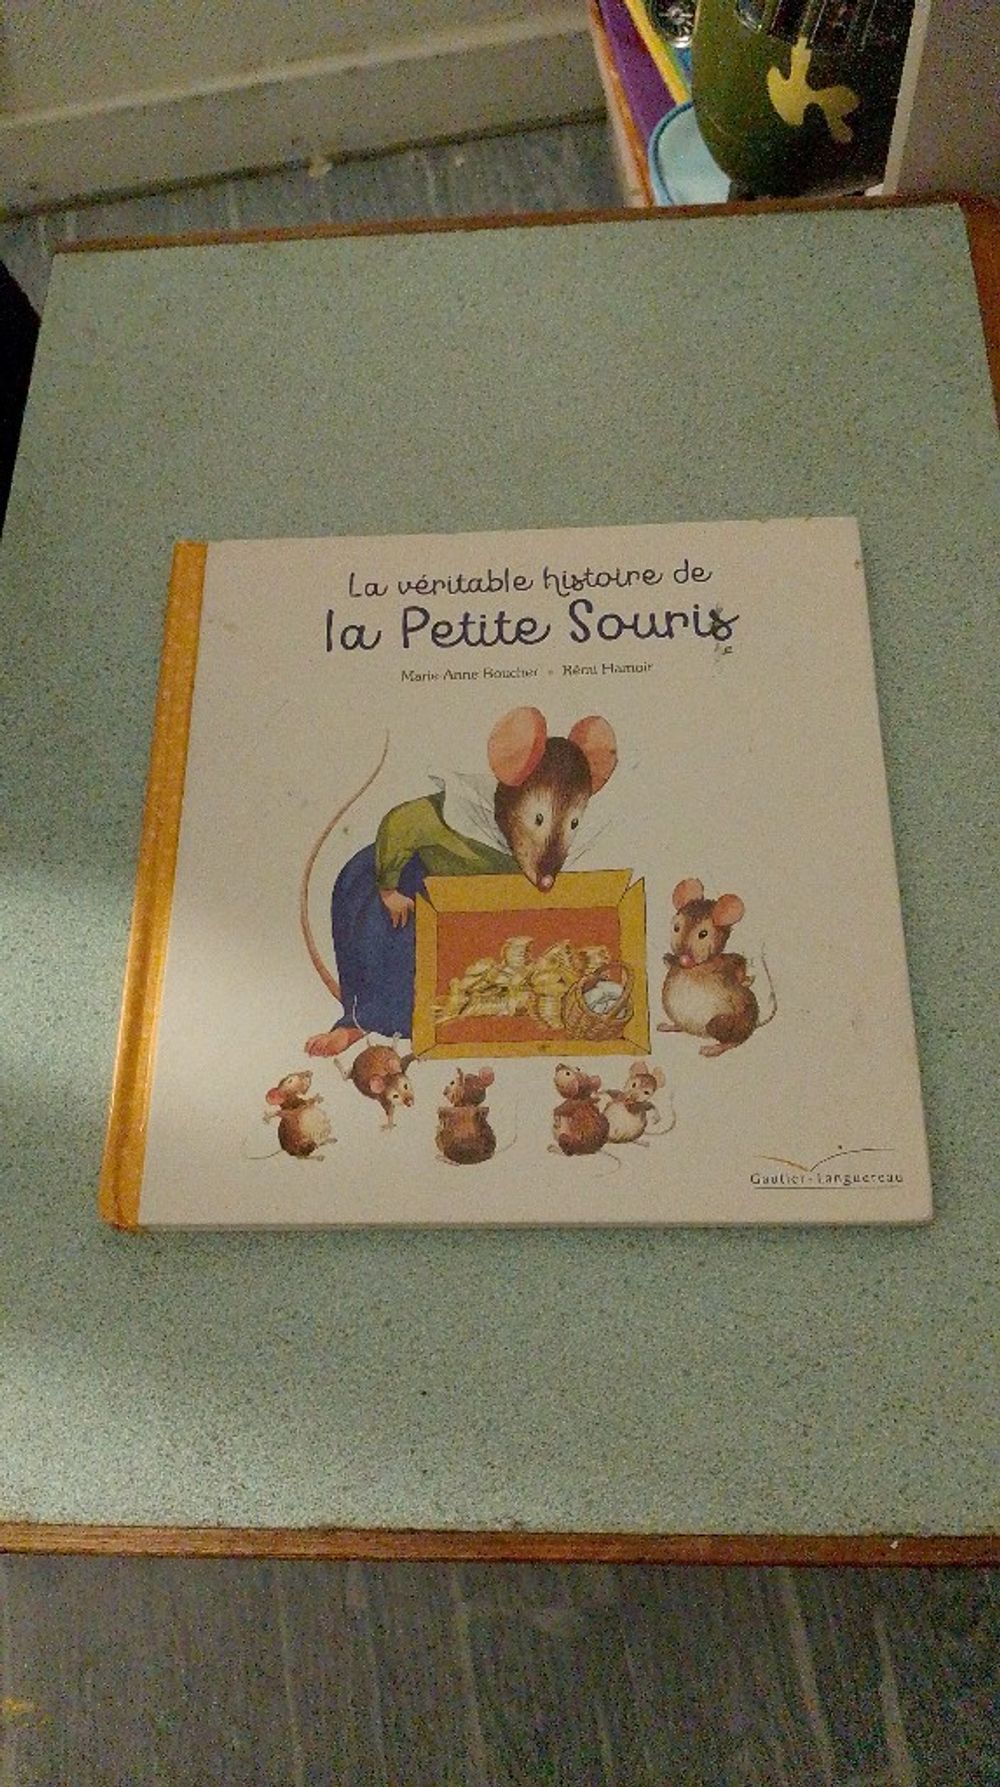 La véritable histoire de
la Petite Souris
Marie-Anne Boucher • Rémi Hamoir
Gautier-Languereau